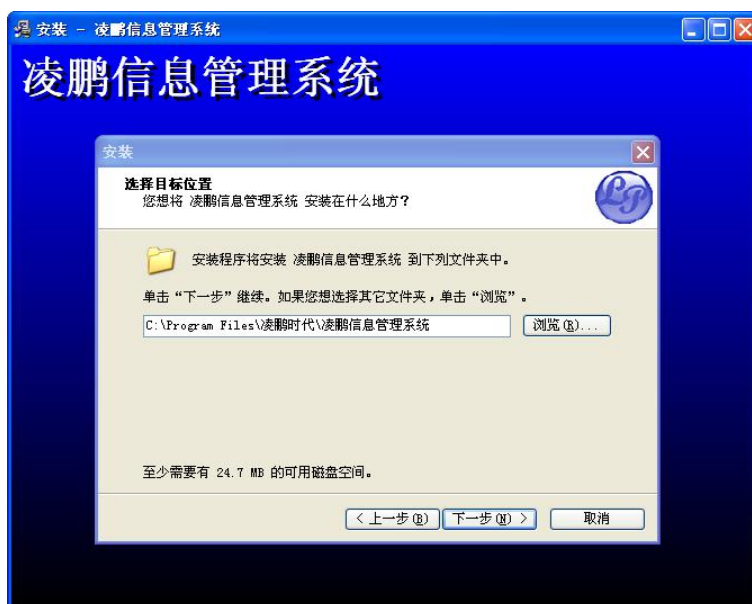 安装 - 凌鹏信息管理系统
凌鹏信息管理系统
安装
选择目标位置
您想将 凌鹏信息管理系统 安装在什么地方?
LP
安装程序将安装 凌鹏信息管理系统 到下列文件夹中。
单击“下一步”继续。如果您想选择其它文件夹,单击“浏览”。
C:\Program Files\凌鹏时代\凌鹏信息管理系统
浏览(R)...
至少需要有 24.7 MB 的可用磁盘空间。
< 上一步(B)
下一步(N) >
取消